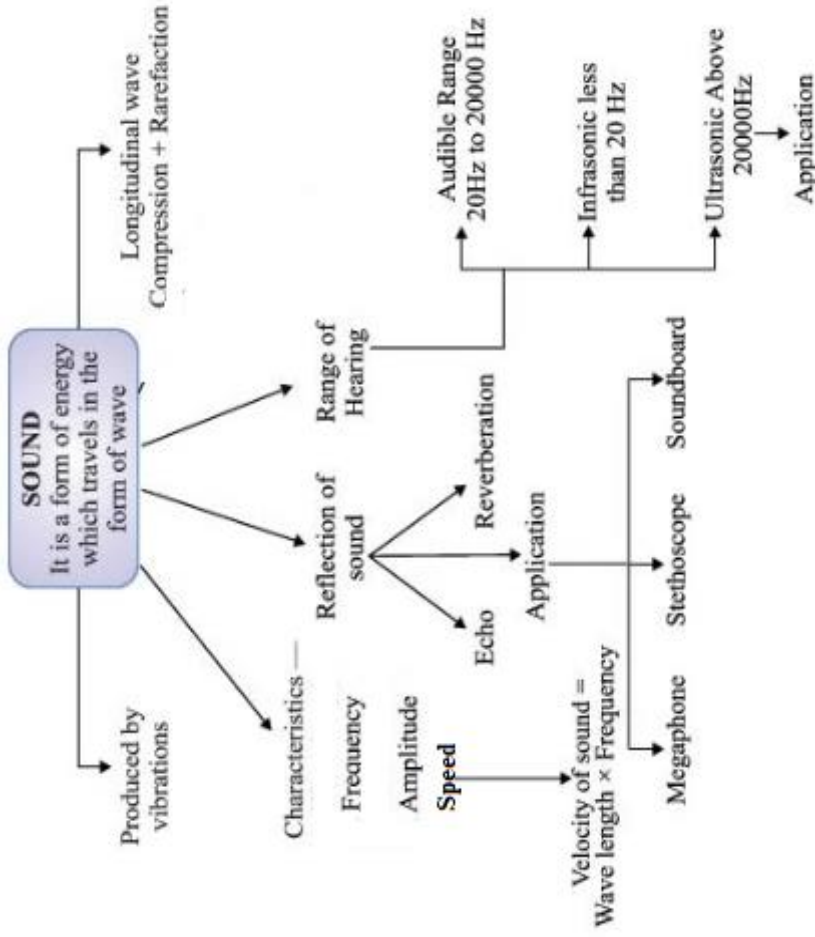 SOUND
It is a form of energy
which travels in the
form of wave
Produced by
vibrations
Longitudinal wave
Compression + Rarefaction
Characteristics —
Frequency
Amplitude
Speed
Velocity of sound =
Wave length × Frequency
Reflection of
sound
Echo
Reverberation
Application
Megaphone
Stethoscope
Soundboard
Range of
Hearing
Audible Range
20Hz to 20000 Hz
Infrasonic less
than 20 Hz
Ultrasonic Above
20000Hz
Application